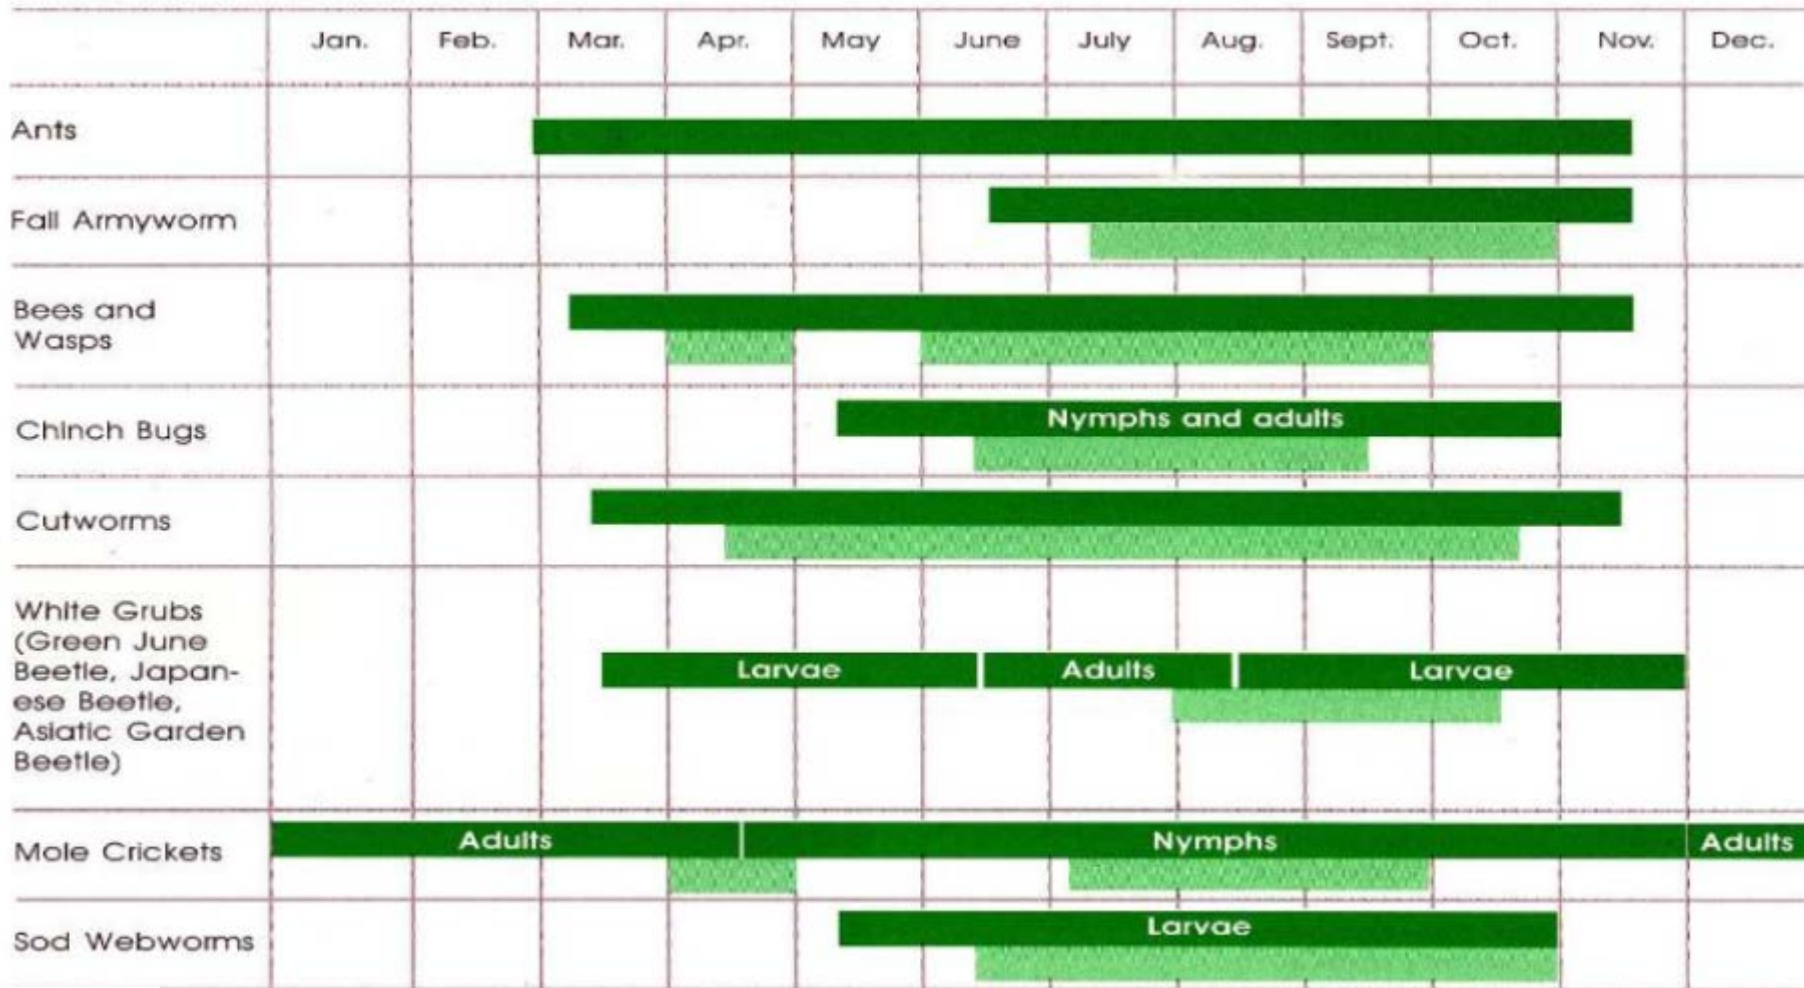 Jan. Feb. Mar. Apr. May June July Aug. Sept. Oct. Nov. Dec.
Ants
Fall Armyworm
Bees and
Wasps
Chinch Bugs
Nymphs and adults
Cutworms
White Grubs
(Green June
Beetle, Japan-
ese Beetle,
Asiatic Garden
Beetle)
Larvae Adults Larvae
Mole Crickets
Adults Nymphs Adults
Sod Webworms
Larvae